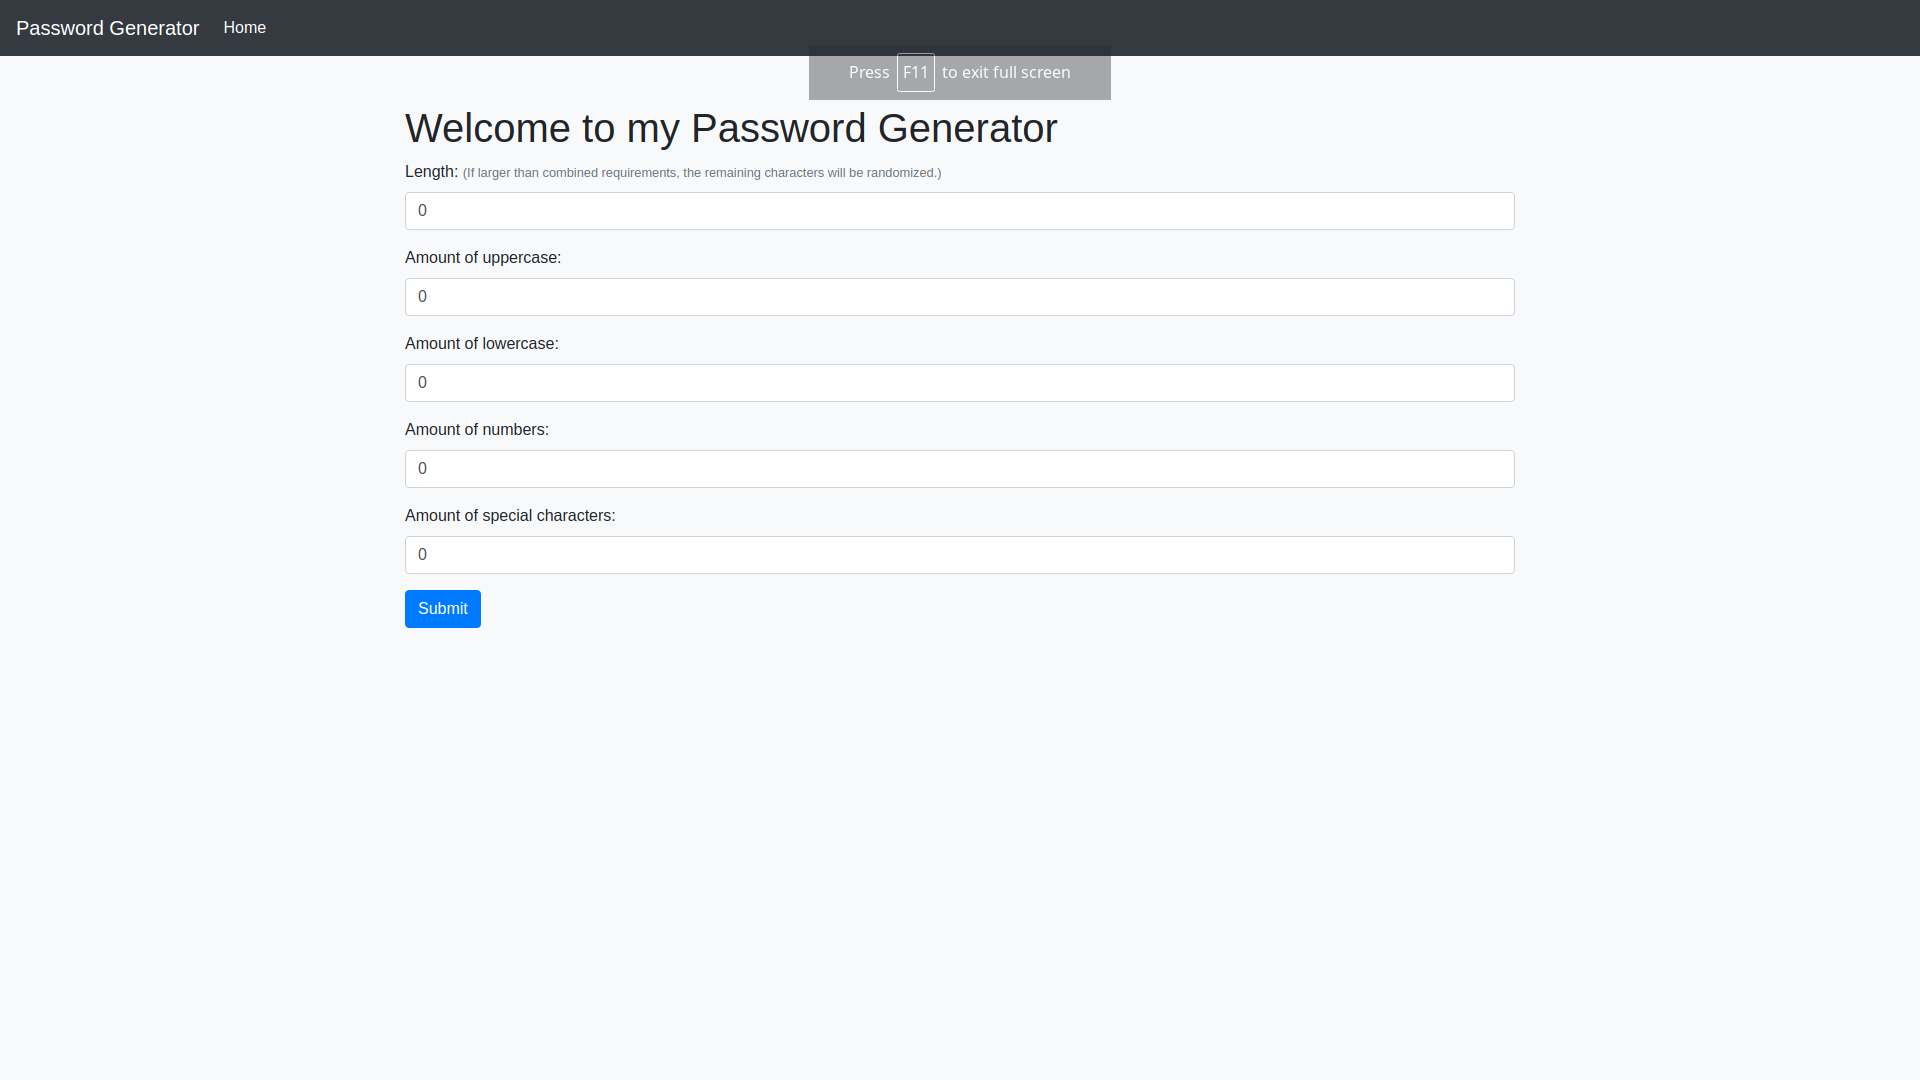 Password Generator Home
Press F11 to exit full screen
Welcome to my Password Generator
Length: (If larger than combined requirements, the remaining characters will be randomized.)
0
Amount of uppercase:
0
Amount of lowercase:
0
Amount of numbers:
0
Amount of special characters:
0
Submit